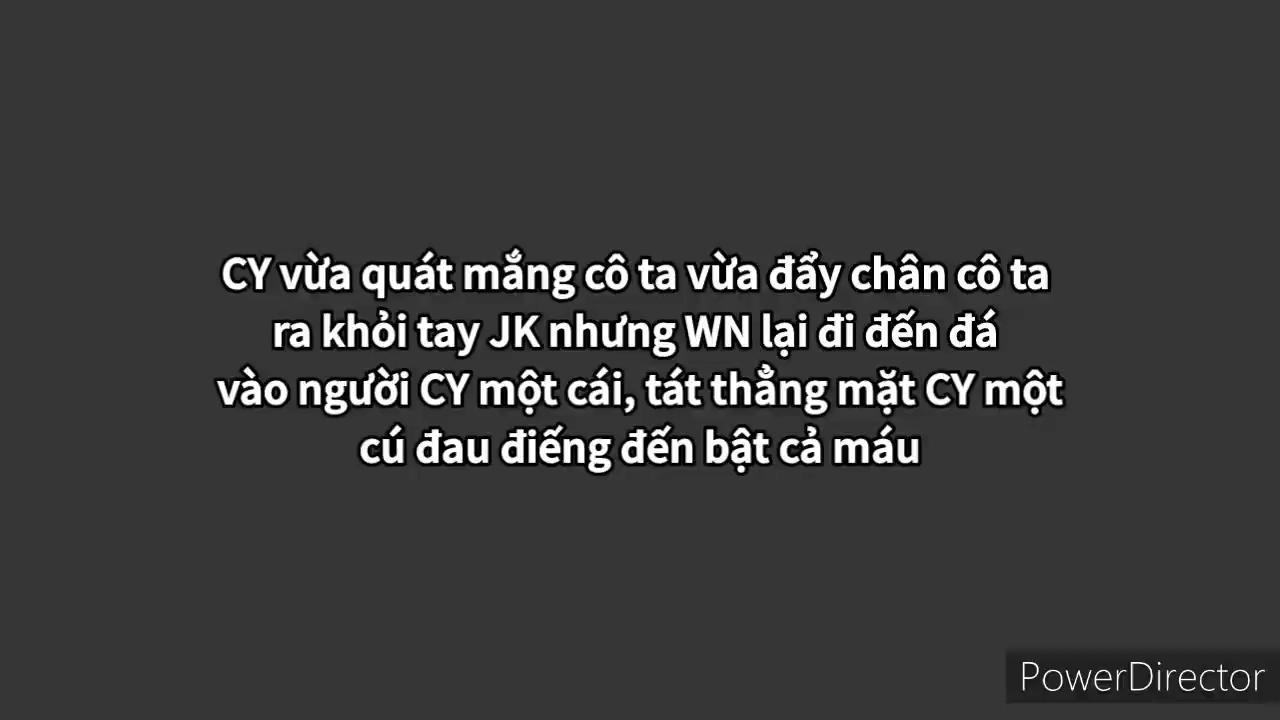 CY vừa quát mắng cô ta vừa đẩy chân cô ta
ra khỏi tay JK nhưng WN lại đi đến đá
vào người CY một cái, tát thẳng mặt CY một
cú đau điếng đến bật cả máu
PowerDirector